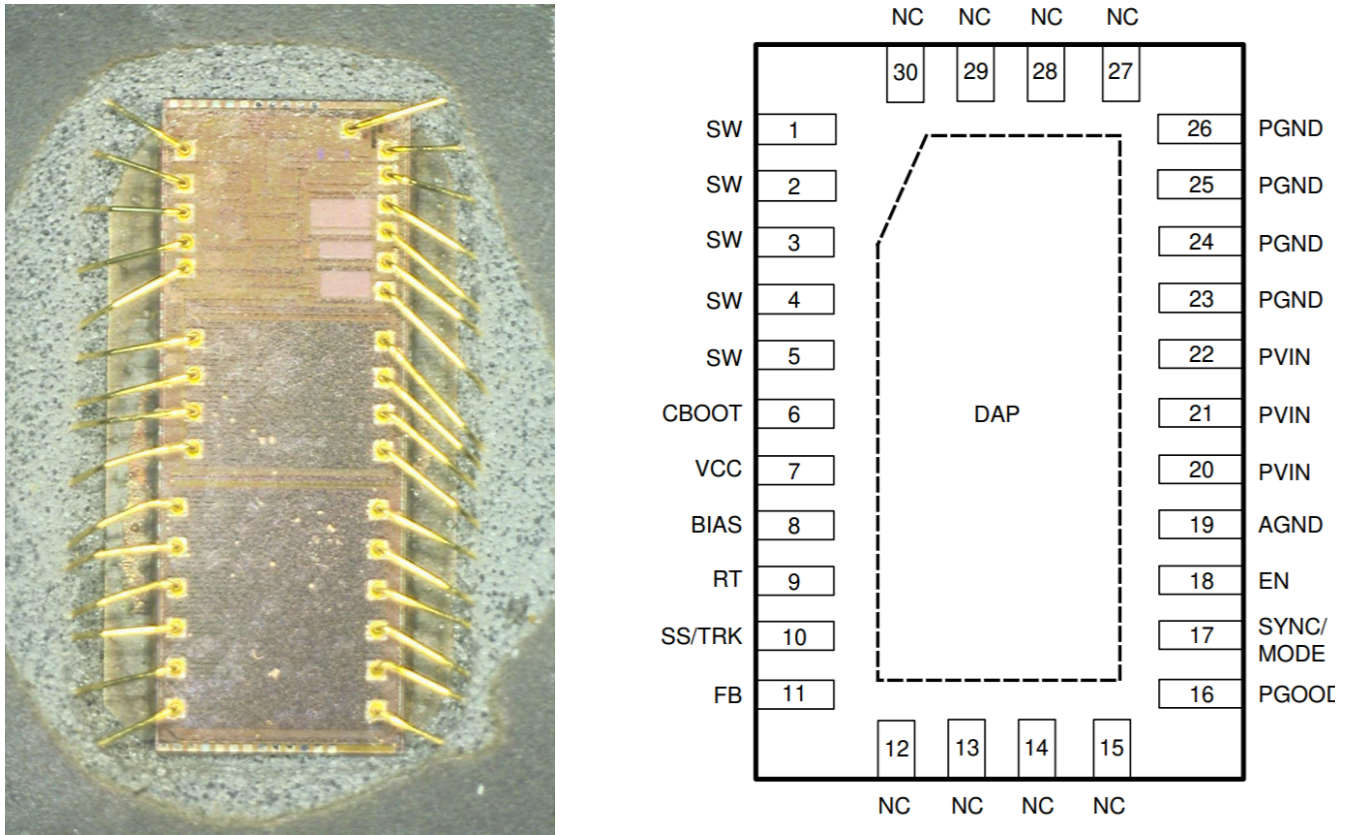 NC NC NC NC
30 29 28 27
SW 1 26 PGND
SW 2 25 PGND
SW 3 24 PGND
SW 4 23 PGND
SW 5 22 PVIN
CBOOT 6 21 PVIN
DAP
VCC 7 20 PVIN
BIAS 8 19 AGND
RT 9 18 EN
SS/TRK 10 17 SYNC/
MODE
FB 11 16 PGOOD
12 13 14 15
NC NC NC NC